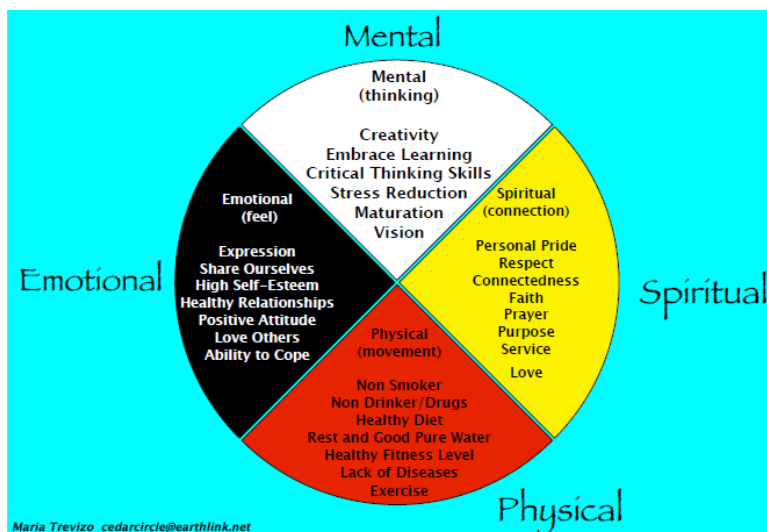 Mental
Mental
(thinking)
Creativity
Embrace Learning
Critical Thinking Skills
Stress Reduction
Maturation
Vision
Emotional
Emotional
(feel)
Expression
Share Ourselves
High Self-Esteem
Healthy Relationships
Positive Attitude
Love Others
Ability to Cope
Spiritual
(connection)
Personal Pride
Respect
Connectedness
Faith
Prayer
Purpose
Service
Love
Spiritual
Physical
(movement)
Non Smoker
Non Drinker/Drugs
Healthy Diet
Rest and Good Pure Water
Healthy Fitness Level
Lack of Diseases
Exercise
Physical
Maria Trevizo cedarcircle@earthlink.net